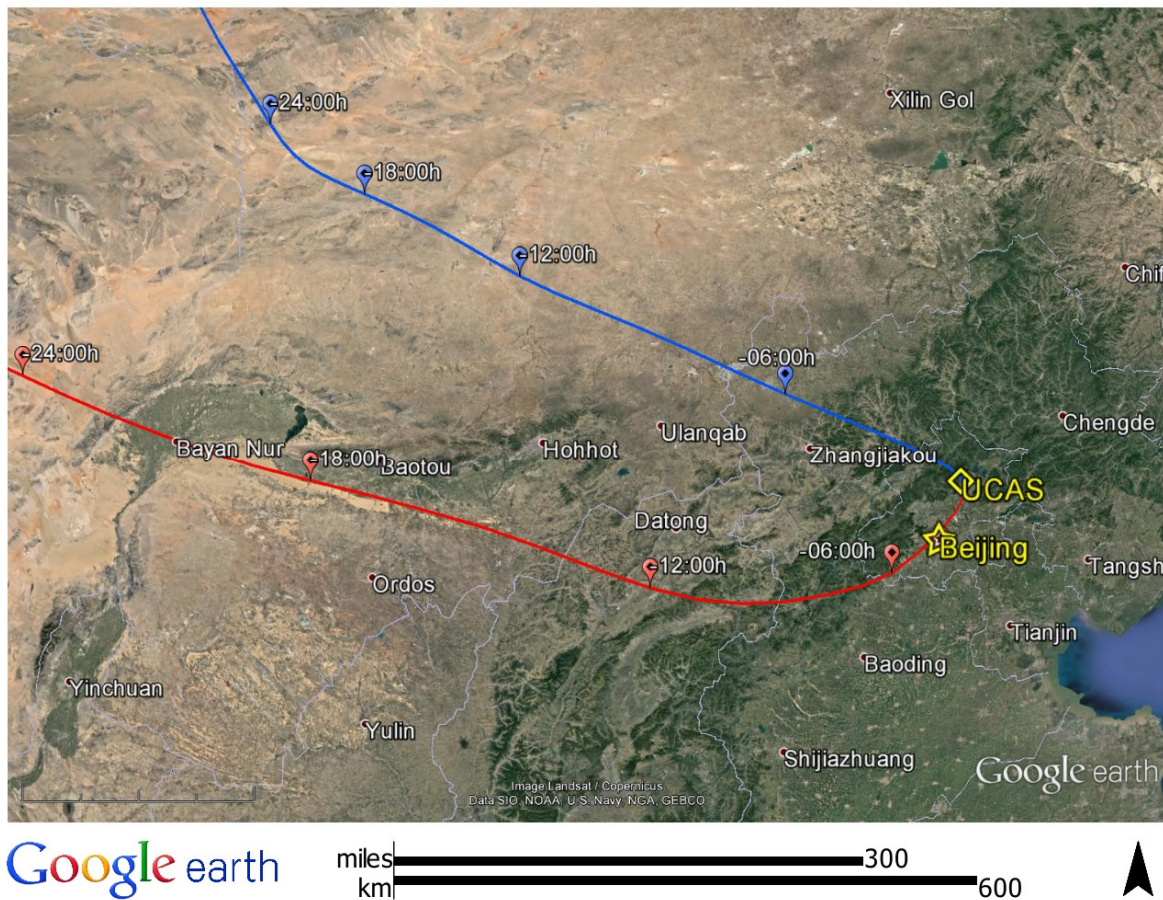 -24:00h
Xilin Gol
-18:00h
-12:00h
Chif
-24:00h
-06:00h
Chengde
Bayan Nur
-18:00h
Baotou
Hohhot
Ulanqab
Zhangjiakou
UCAS
Datong
-06:00h
Beijing
-12:00h
Tangsh
Ordos
Tianjin
Baoding
Yinchuan
Yulin
Shijiazhuang
Google earth
Image Landsat / Copernicus
Data SIO, NOAA, U.S. Navy, NGA, GEBCO
Google earth
miles
300
km
600